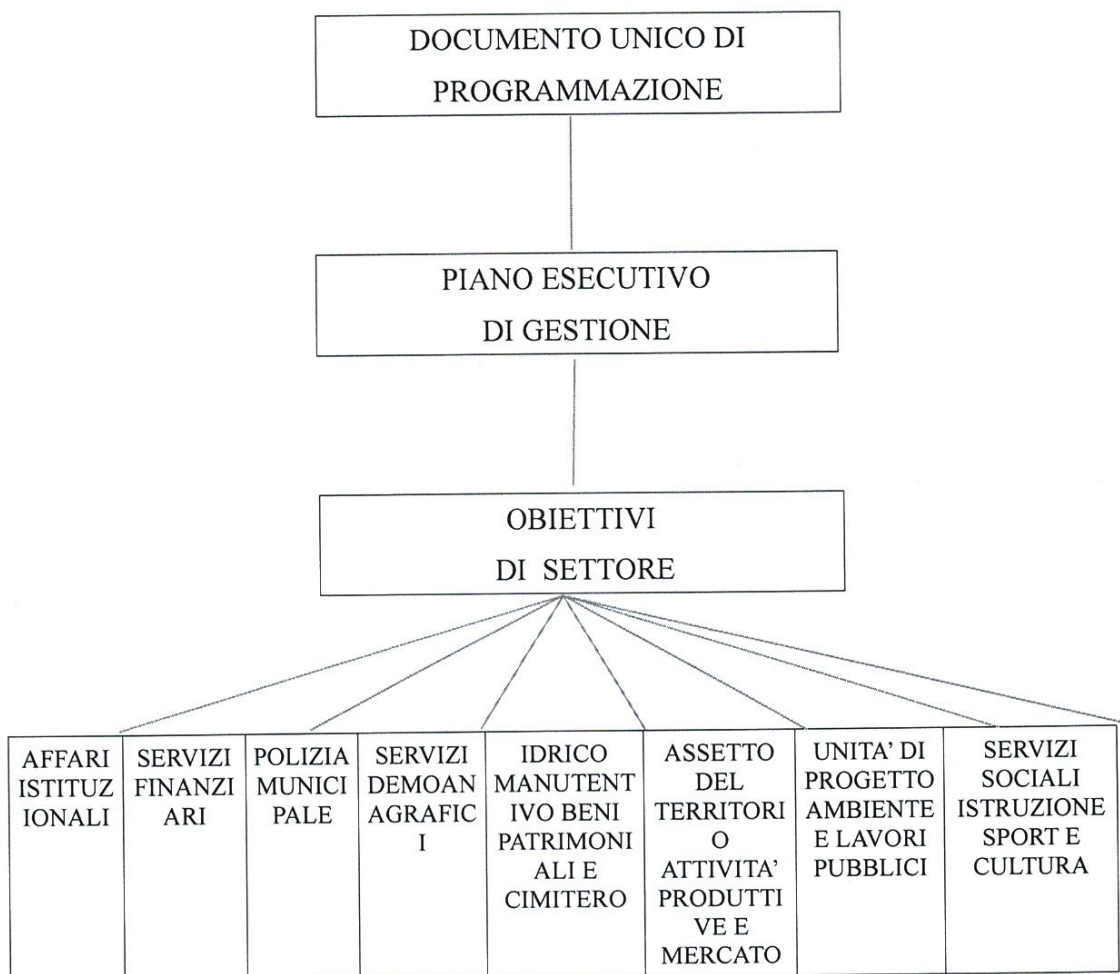 DOCUMENTO UNICO DI
PROGRAMMAZIONE
PIANO ESECUTIVO
DI GESTIONE
OBIETTIVI
DI SETTORE
AFFARI
ISTITUZ
IONALI
SERVIZI
FINANZI
ARI
POLIZIA
MUNICI
PALE
SERVIZI
DEMOAN
AGRAFIC
I
IDRICO
MANUTENT
IVO BENI
PATRIMONI
ALI E
CIMITERO
ASSETTO
DEL
TERRITORI
O
ATTIVITA’
PRODUTTI
VE E
MERCATO
UNITA’ DI
PROGETTO
AMBIENTE
E LAVORI
PUBBLICI
SERVIZI
SOCIALI
ISTRUZIONE
SPORT E
CULTURA